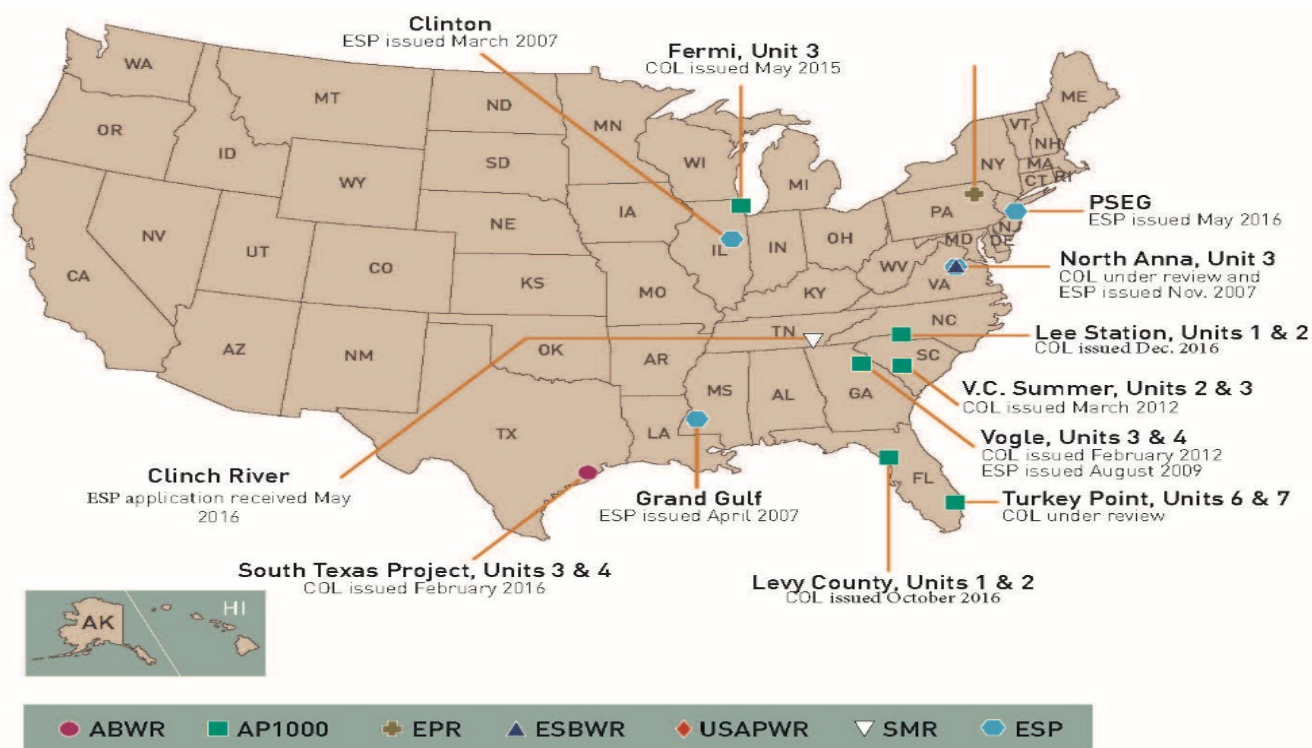 Clinton
ESP issued March 2007
Fermi, Unit 3
COL issued May 2015
WA
MT
ND
MN
ME
VT
NH
OR
ID
SD
WI
NY
MA
CT
RI
WY
MI
PA
IA
NE
PSEG
ESP issued May 2016
NJ
NV
UT
IL
IN
OH
MD
DE
CA
CO
WV
North Anna, Unit 3
COL under review and
ESP issued Nov. 2007
KS
MO
KY
VA
TN
NC
Lee Station, Units 1 & 2
COL issued Dec. 2016
AZ
NM
OK
AR
SC
MS
AL
GA
V.C. Summer, Units 2 & 3
COL issued March 2012
TX
LA
Vogle, Units 3 & 4
COL issued February 2012
ESP issued August 2009
Clinch River
ESP application received May
2016
FL
Grand Gulf
ESP issued April 2007
Turkey Point, Units 6 & 7
COL under review
South Texas Project, Units 3 & 4
COL issued February 2016
Levy County, Units 1 & 2
COL issued October 2016
AK
HI
ABWR
AP1000
EPR
ESBWR
USAPWR
SMR
ESP